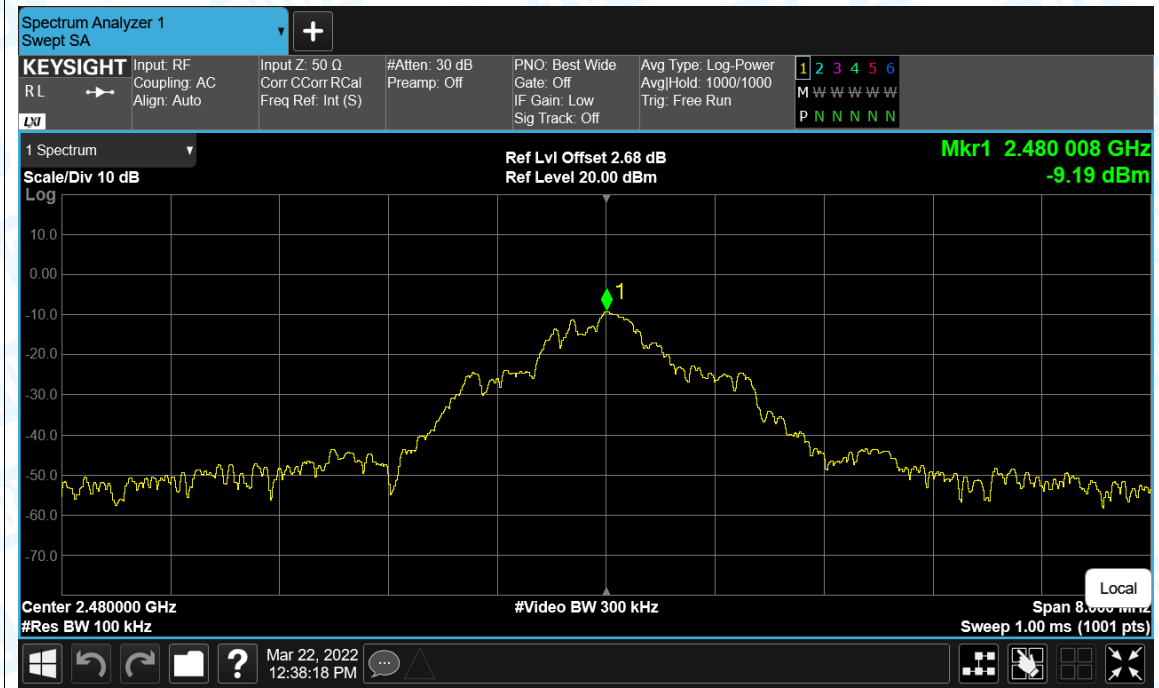 Spectrum Analyzer 1
Swept SA
+
KEYSIGHT
RL
LXI
Input: RF
Coupling: AC
Align: Auto
Input Z: 50 Ω
Corr CCorr RCal
Freq Ref: Int (S)
#Atten: 30 dB
Preamp: Off
PNO: Best Wide
Gate: Off
IF Gain: Low
Sig Track: Off
Avg Type: Log-Power
Avg|Hold: 1000/1000
Trig: Free Run
1 2 3 4 5 6
M W W W W W
P N N N N N
1 Spectrum
Scale/Div 10 dB
Log
Ref Lvl Offset 2.68 dB
Ref Level 20.00 dBm
Mkr1 2.480 008 GHz
-9.19 dBm
10.0
0.00
-10.0
-20.0
-30.0
-40.0
-50.0
-60.0
-70.0
1
Local
Center 2.480000 GHz
#Res BW 100 kHz
#Video BW 300 kHz
Span
Sweep 1.00 ms (1001 pts)
?
Mar 22, 2022
12:38:18 PM